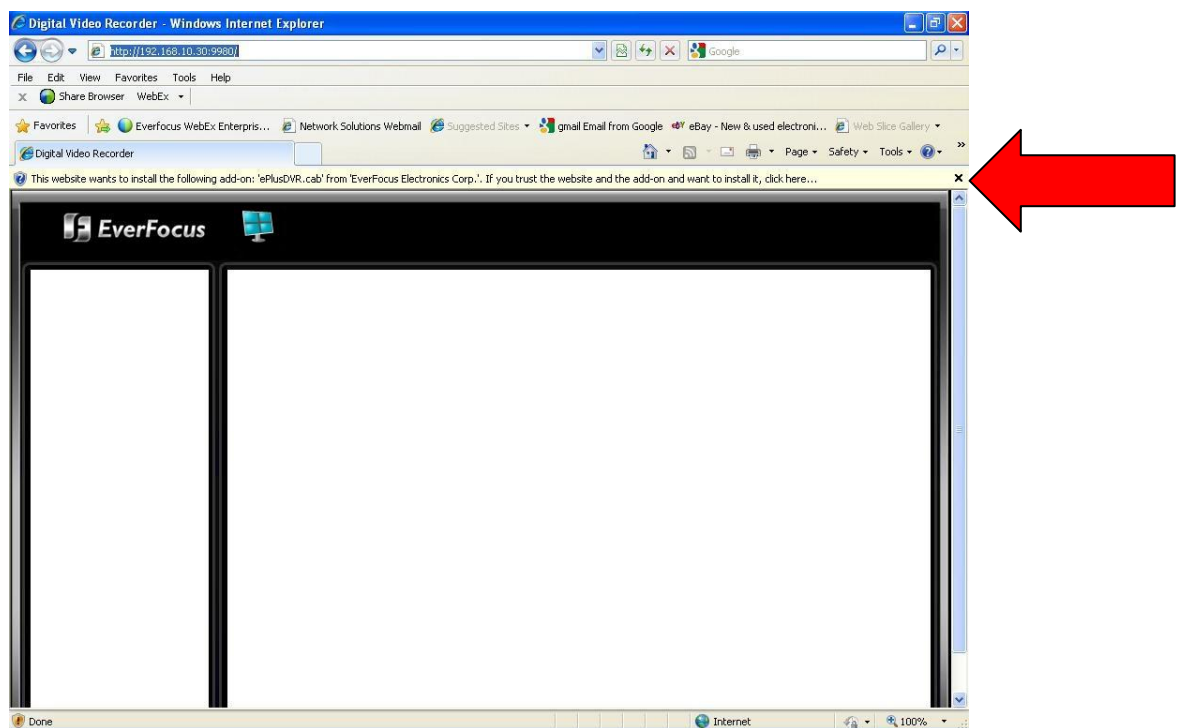 Digital Video Recorder - Windows Internet Explorer
http://192.168.10.30:9980/
Google
File Edit View Favorites Tools Help
x Share Browser WebEx
Favorites Everfocus WebEx Enterpris... Network Solutions Webmail Suggested Sites gmail Email from Google eBay - New & used electroni... Web Slice Gallery
Digital Video Recorder
Page Safety Tools »
This website wants to install the following add-on: 'ePlusDVR.cab' from 'EverFocus Electronics Corp.'. If you trust the website and the add-on and want to install it, click here...
EverFocus
Done
Internet
100%